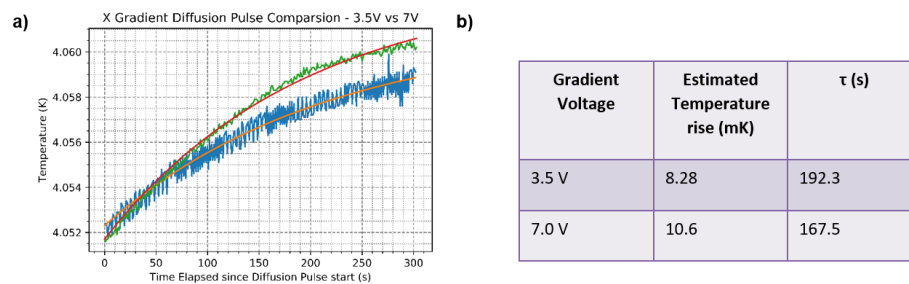 a)
X Gradient Diffusion Pulse Comparsion - 3.5V vs 7V
4.060
4.058
4.056
4.054
4.052
Temperature (K)
0 50 100 150 200 250 300
Time Elapsed since Diffusion Pulse start (s)
b)
Gradient Voltage
Estimated Temperature rise (mK)
τ (s)
3.5 V 8.28 192.3
7.0 V 10.6 167.5